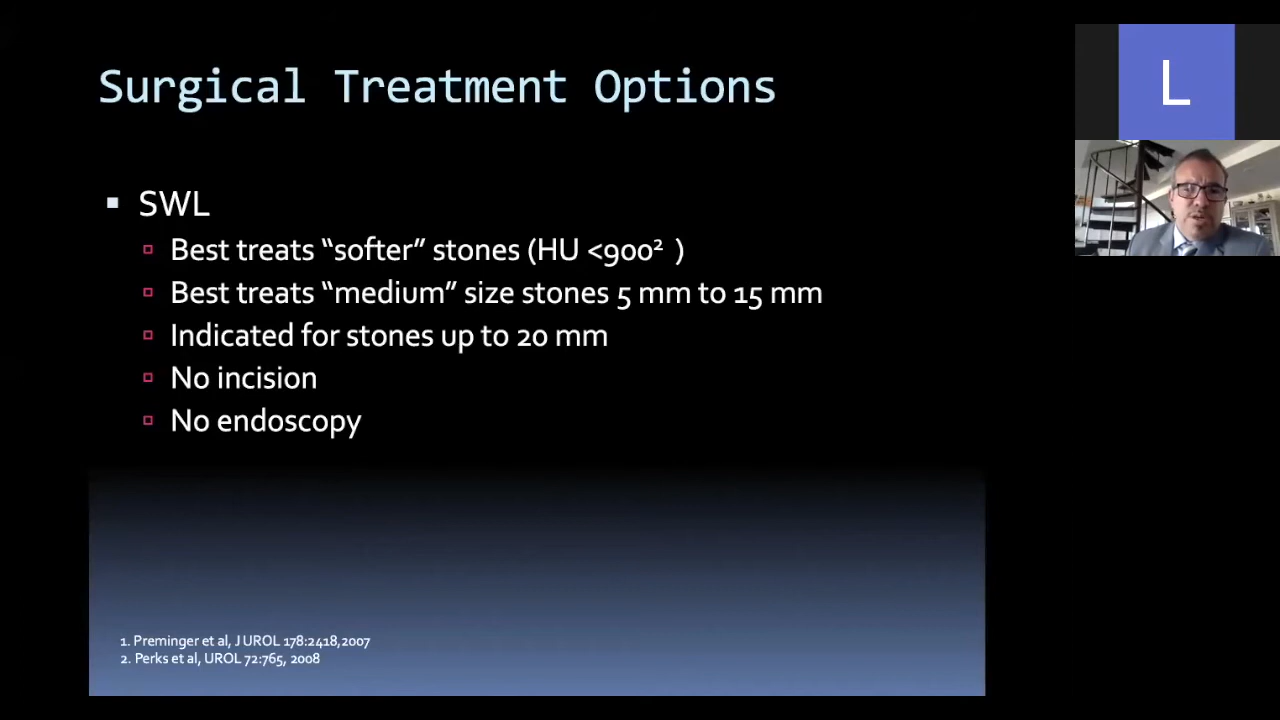 Surgical Treatment Options
L
▪ SWL
▫ Best treats “softer” stones (HU <900² )
▫ Best treats “medium” size stones 5 mm to 15 mm
▫ Indicated for stones up to 20 mm
▫ No incision
▫ No endoscopy
1. Preminger et al, J UROL 178:2418,2007
2. Perks et al, UROL 72:765, 2008